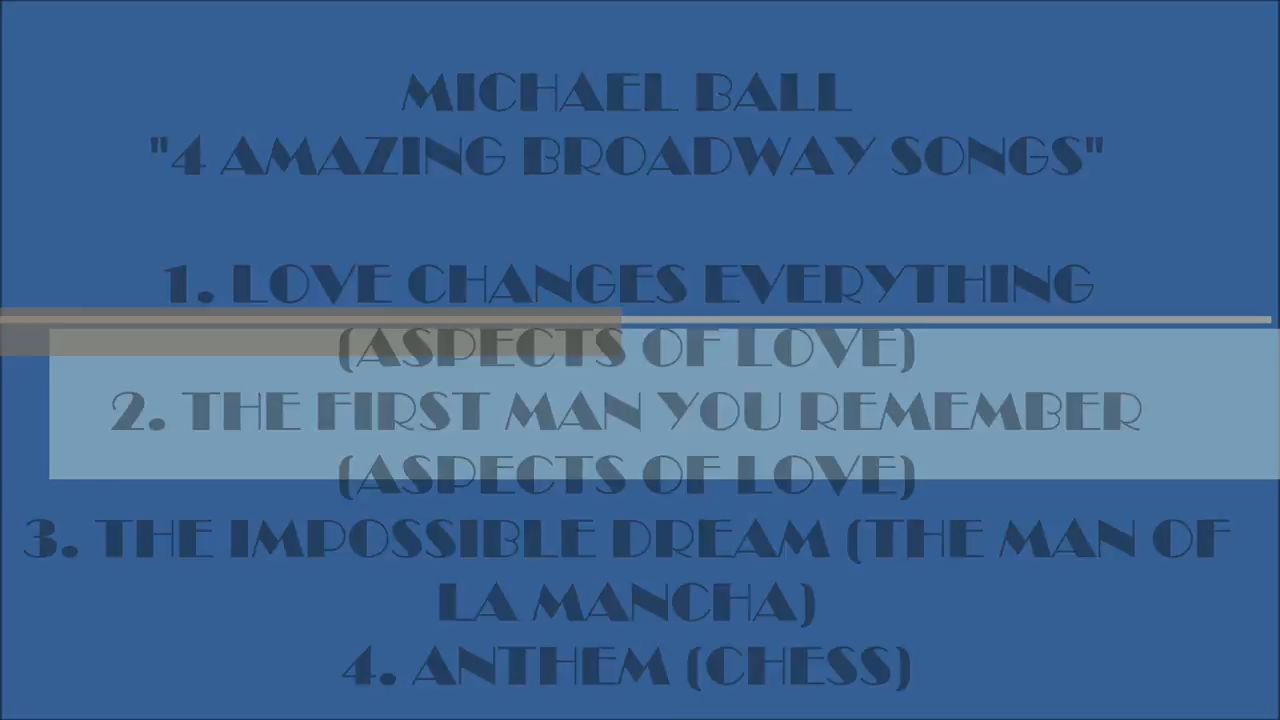 MICHAEL BALL
"4 AMAZING BROADWAY SONGS"
1. LOVE CHANGES EVERYTHING
(ASPECTS OF LOVE)
2. THE FIRST MAN YOU REMEMBER
(ASPECTS OF LOVE)
3. THE IMPOSSIBLE DREAM (THE MAN OF
LA MANCHA)
4. ANTHEM (CHESS)